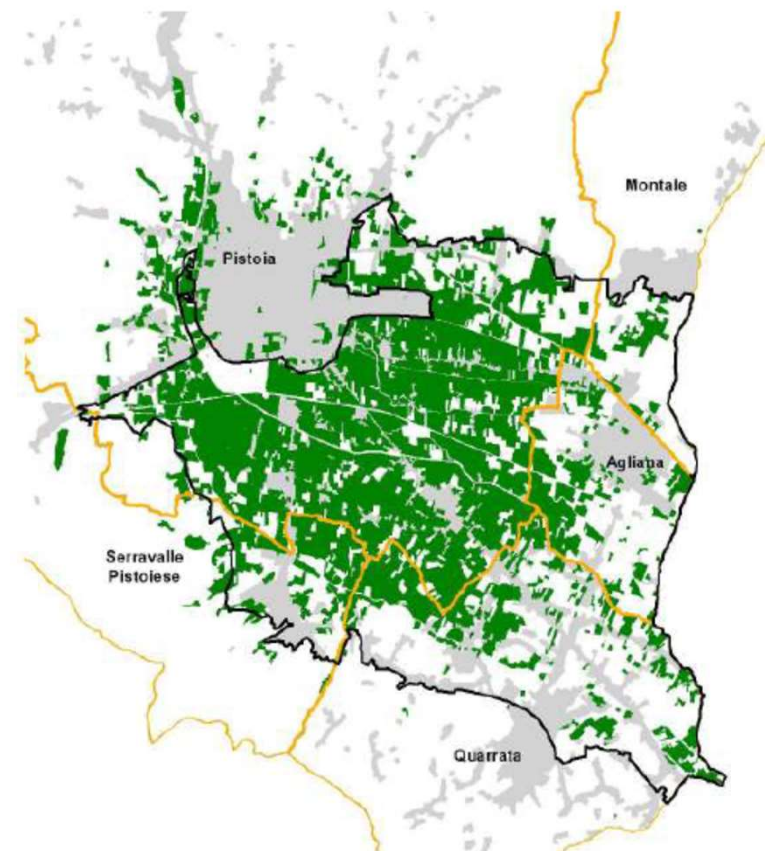 Montale
Pistoia
Agliana
Serravalle
Pistoiese
Quarrata